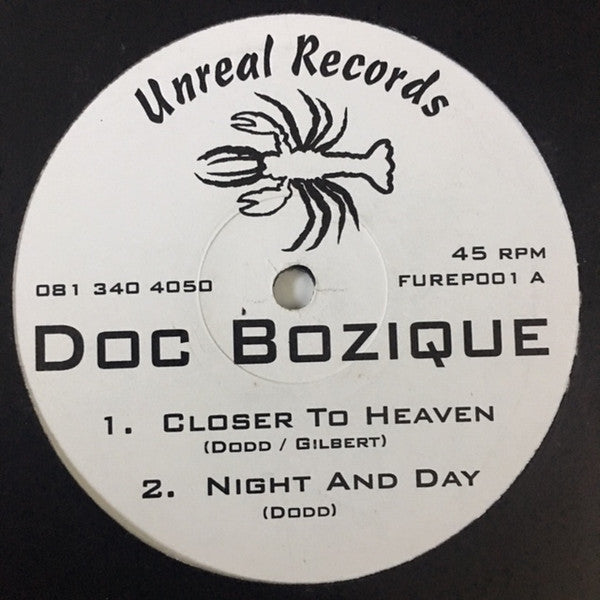 Unreal Records
45 RPM
081 340 4050
FUREP001 A
DOC BOZIQUE
1. CLOSER TO HEAVEN
(DODD / GILBERT)
2. NIGHT AND DAY
(DODD)